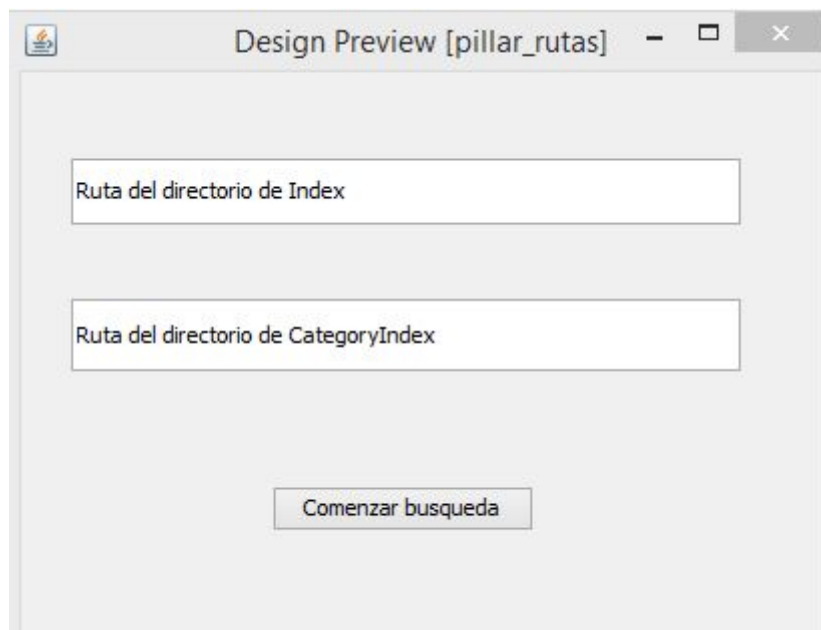 Design Preview [pillar_rutas]
Ruta del directorio de Index
Ruta del directorio de CategoryIndex
Comenzar busqueda